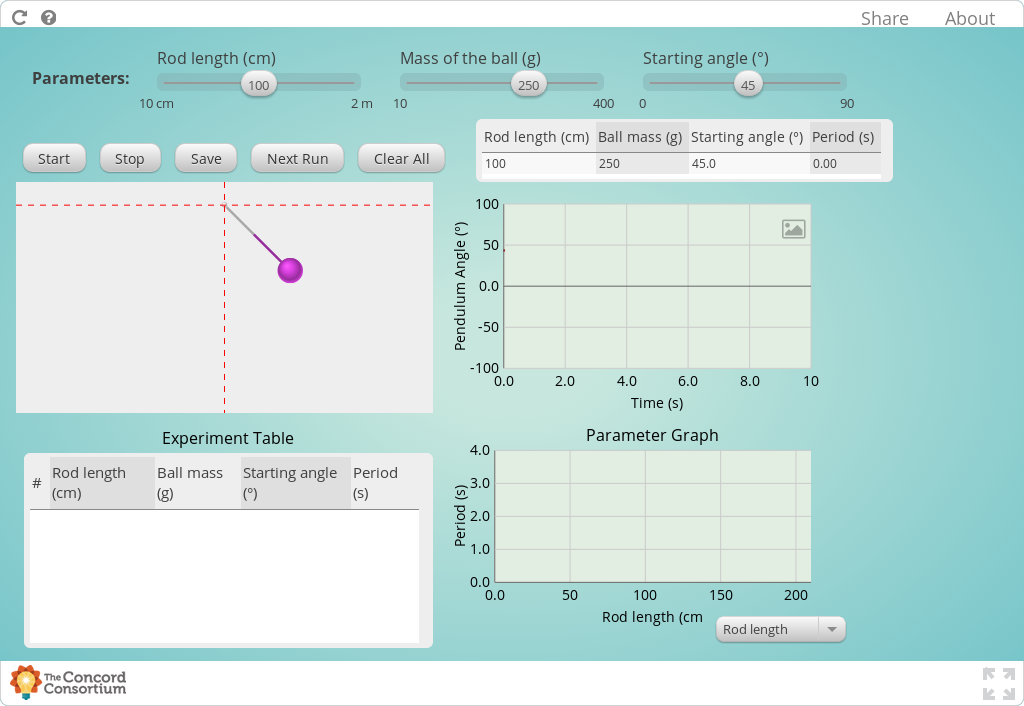 Share About
Parameters:
Rod length (cm)
100
10 cm 2 m
Mass of the ball (g)
250
10 400
Starting angle (º)
45
0 90
Start Stop Save Next Run Clear All
Rod length (cm) Ball mass (g) Starting angle (º) Period (s)
100 250 45.0 0.00
Pendulum Angle (º)
100
50
0.0
-50
-100
0.0 2.0 4.0 6.0 8.0 10
Time (s)
Experiment Table
# Rod length (cm) Ball mass (g) Starting angle (º) Period (s)
Parameter Graph
Period (s)
4.0
3.0
2.0
1.0
0.0
0.0 50 100 150 200
Rod length (cm
Rod length
The Concord
Consortium